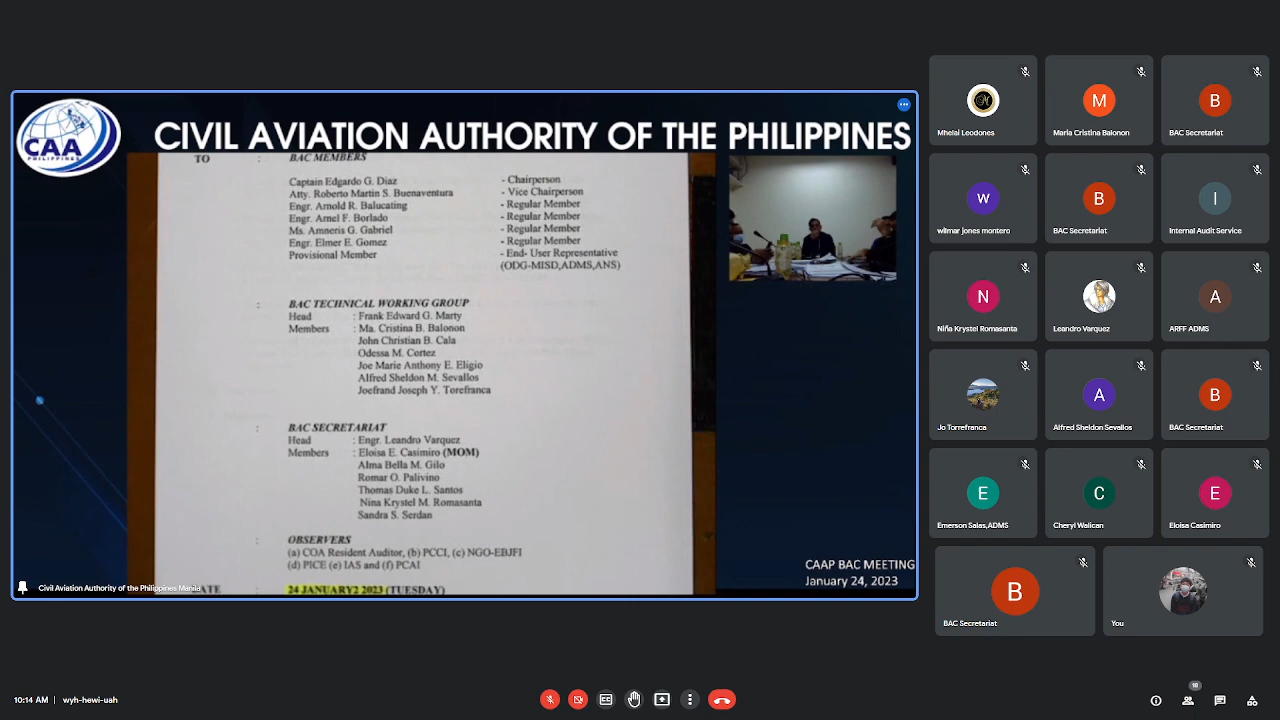 CAA
PHILIPPINES
CIVIL AVIATION AUTHORITY OF THE PHILIPPINES
TO : BAC MEMBERS
Captain Edgardo G. Diaz - Chairperson
Atty. Roberto Martin S. Buenaventura - Vice Chairperson
Engr. Arnold R. Balucating - Regular Member
Engr. Arnel F. Borlado - Regular Member
Ms. Amneris G. Gabriel - Regular Member
Engr. Elmer E. Gomez - Regular Member
Provisional Member - End- User Representative
(ODG-MISD,ADMS,ANS)
: BAC TECHNICAL WORKING GROUP
Head : Frank Edward G. Marty
Members : Ma. Cristina B. Balonon
John Christian B. Cala
Odessa M. Cortez
Joe Marie Anthony E. Eligio
Alfred Sheldon M. Sevallos
Joefrand Joseph Y. Torefranca
: BAC SECRETARIAT
Head : Engr. Leandro Varquez
Members : Eloisa E. Casimiro (MOM)
Alma Bella M. Gilo
Romar O. Palivino
Thomas Duke L. Santos
Nina Krystel M. Romasanta
Sandra S. Serdan
: OBSERVERS
(a) COA Resident Auditor, (b) PCCI, (c) NGO-EBJFI
(d) PICE (e) IAS and (f) PCAI
: 24 JANUARY2 2023 (TUESDAY)
CAAP BAC MEETING
January 24, 2023
Civil Aviation Authority of the Philippines Manila
M
B
Melai Locdonc
Maria Cristina Balonon
Bac Secretariat
w
B
I
wilmar jones montero
BAC Secretariat
Internal Audit Service
N
A
Niña Krystel Romasanta
Leandro Varquez
ARFF ADMS
A
B
Jo Torrefranca
Alfred Sheldon Sevallos
BAC Secretariat
E
C
E
Emerson Salas,ADMS
Cheryl Welicar
Eloisa Casimiro
B
BAC Secretariat
You
10:14 AM | wyh-hewi-uah
18